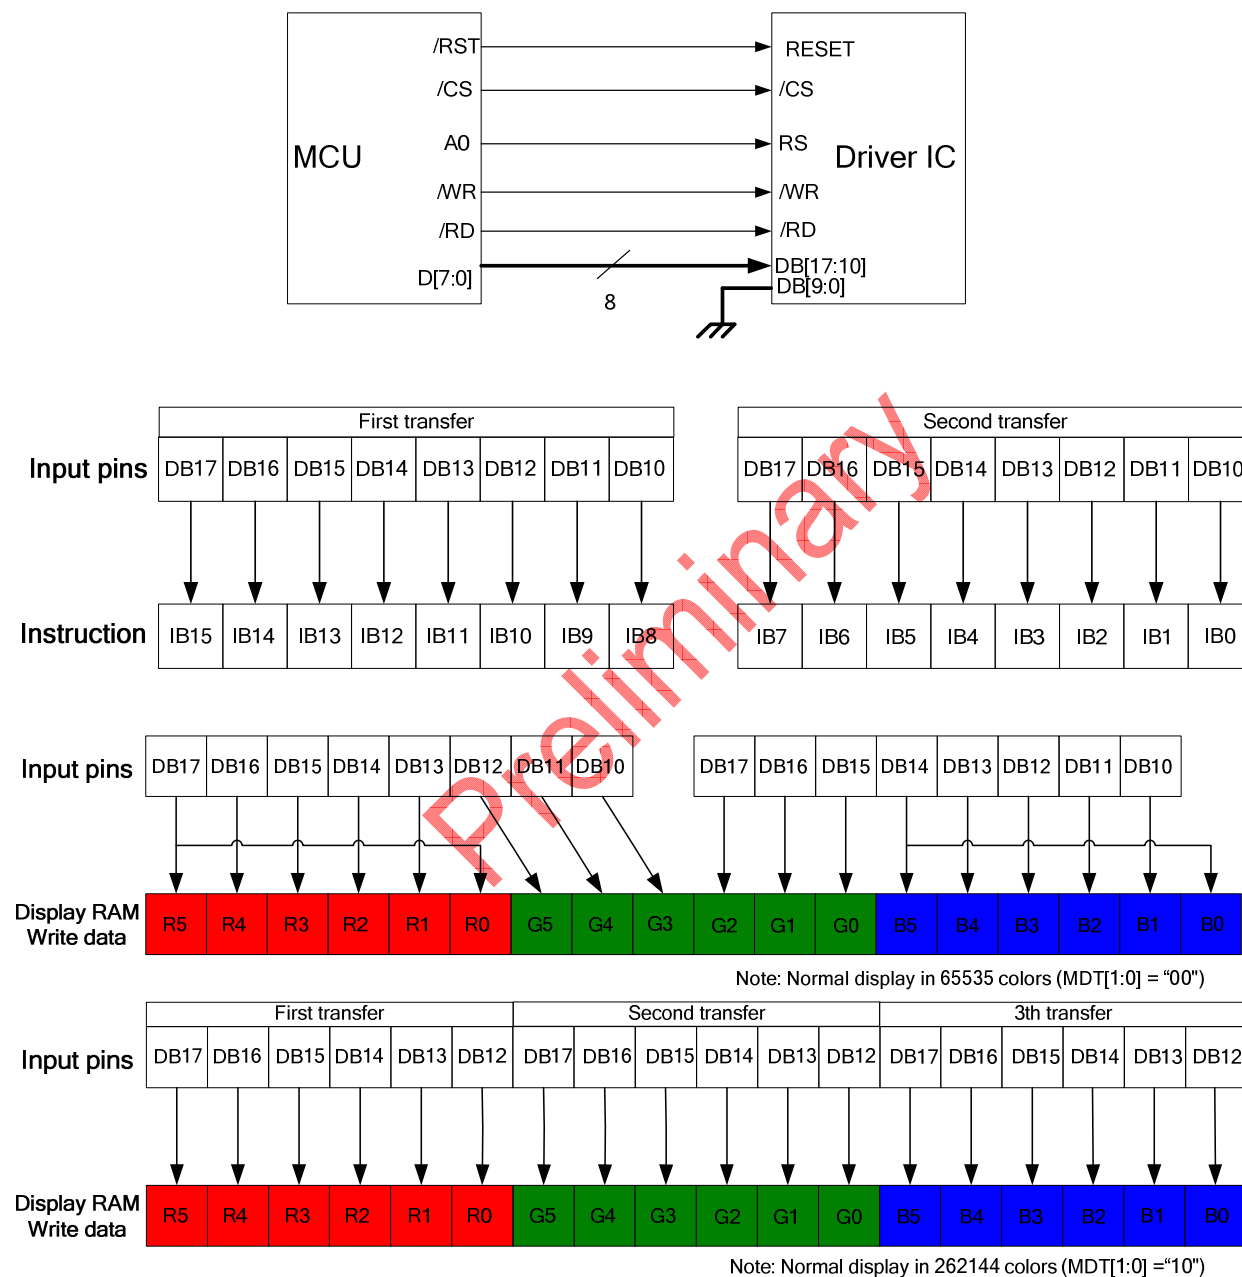 /RST RESET
/CS /CS
MCU A0 RS Driver IC
/WR /WR
/RD /RD
D[7:0] DB[17:10]
8 DB[9:0]
First transfer Second transfer
Input pins DB17 DB16 DB15 DB14 DB13 DB12 DB11 DB10 DB17 DB16 DB15 DB14 DB13 DB12 DB11 DB10
Instruction IB15 IB14 IB13 IB12 IB11 IB10 IB9 IB8 IB7 IB6 IB5 IB4 IB3 IB2 IB1 IB0
Preliminary
Input pins DB17 DB16 DB15 DB14 DB13 DB12 DB11 DB10 DB17 DB16 DB15 DB14 DB13 DB12 DB11 DB10
Display RAM
Write data
R5 R4 R3 R2 R1 R0 G5 G4 G3 G2 G1 G0 B5 B4 B3 B2 B1 B0
Note: Normal display in 65535 colors (MDT[1:0] = “00")
First transfer Second transfer 3th transfer
Input pins DB17 DB16 DB15 DB14 DB13 DB12 DB17 DB16 DB15 DB14 DB13 DB12 DB17 DB16 DB15 DB14 DB13 DB12
Display RAM
Write data
R5 R4 R3 R2 R1 R0 G5 G4 G3 G2 G1 G0 B5 B4 B3 B2 B1 B0
Note: Normal display in 262144 colors (MDT[1:0] =“10")